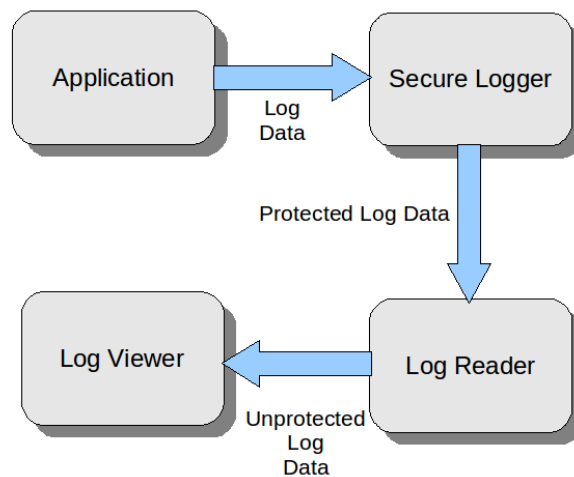 Application
Secure Logger
Log
Data
Protected Log Data
Log Viewer
Log Reader
Unprotected
Log
Data